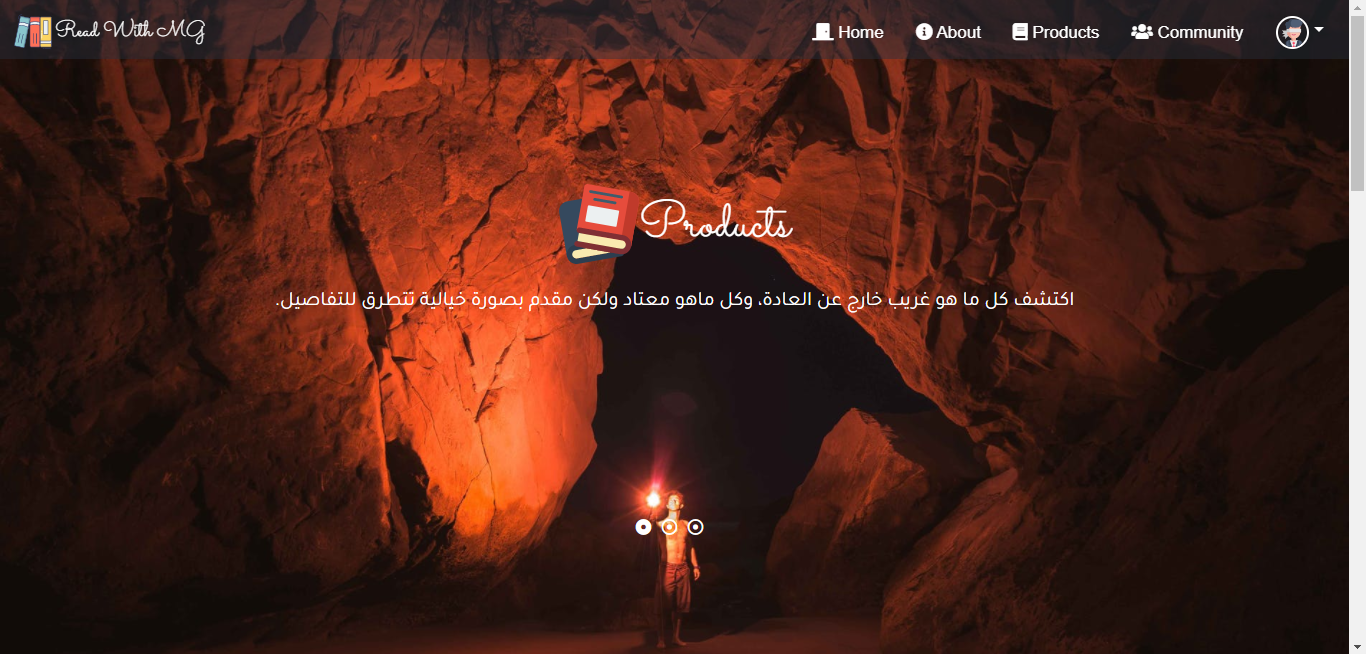 Read With MG
Home
About
Products
Community
Products
اكتشف كل ما هو غريب خارج عن العادة، وكل ماهو معتاد ولكن مقدم بصورة خيالية تتطرق للتفاصيل.